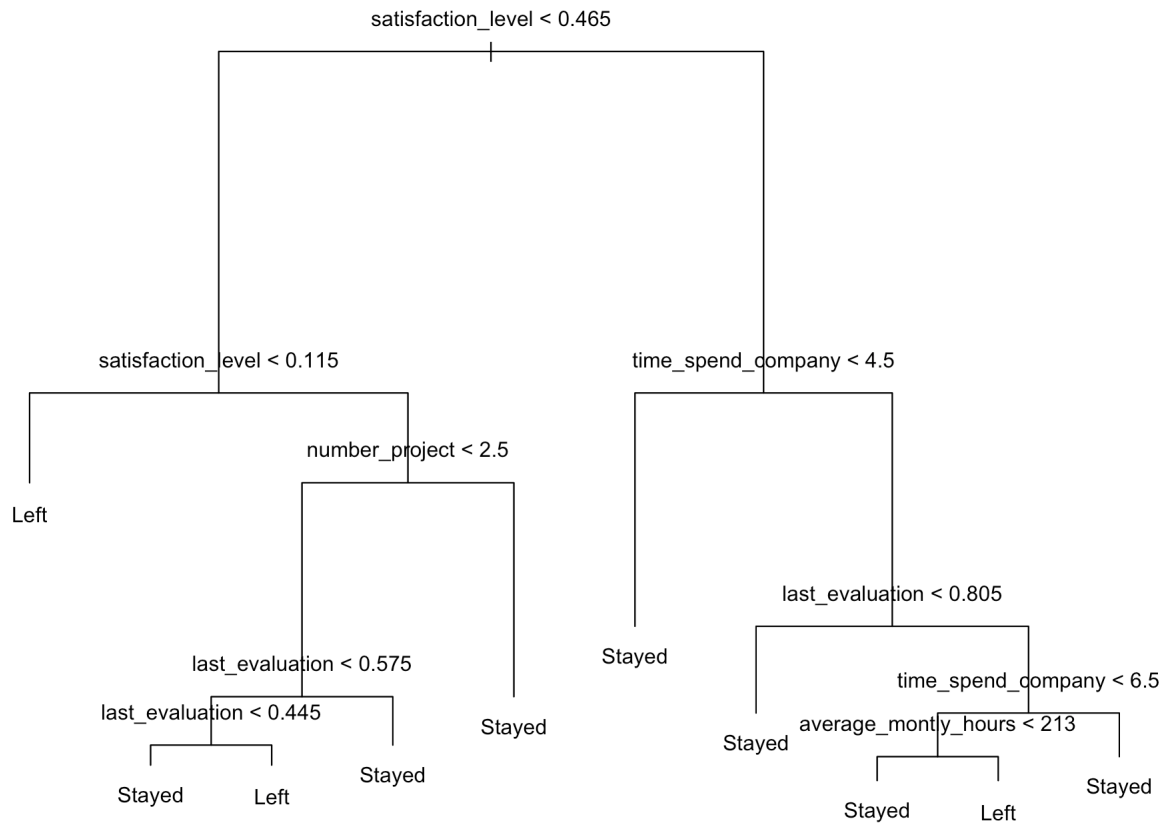 satisfaction_level < 0.465
satisfaction_level < 0.115
time_spend_company < 4.5
number_project < 2.5
Left
last_evaluation < 0.805
Stayed
last_evaluation < 0.575
time_spend_company < 6.5
last_evaluation < 0.445
average_montly_hours < 213
Stayed
Stayed
Stayed
Stayed
Stayed
Left
Stayed
Left